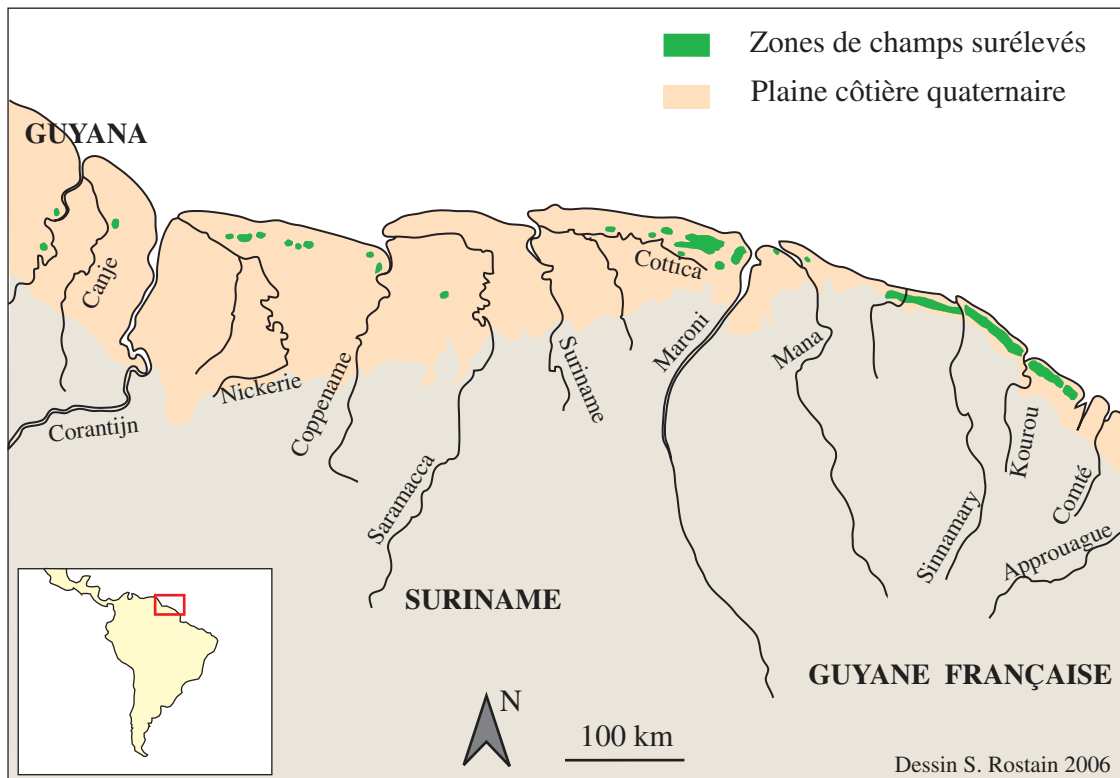 Zones de champs surélevés
Plaine côtière quaternaire
GUYANA
Canje
Corantijn
Nickerie
Coppename
Saramacca
Suriname
Cottica
Maroni
Mana
Sinnamary
Kourou
Comté
Approuague
SURINAME
GUYANE FRANÇAISE
N
100 km
Dessin S. Rostain 2006